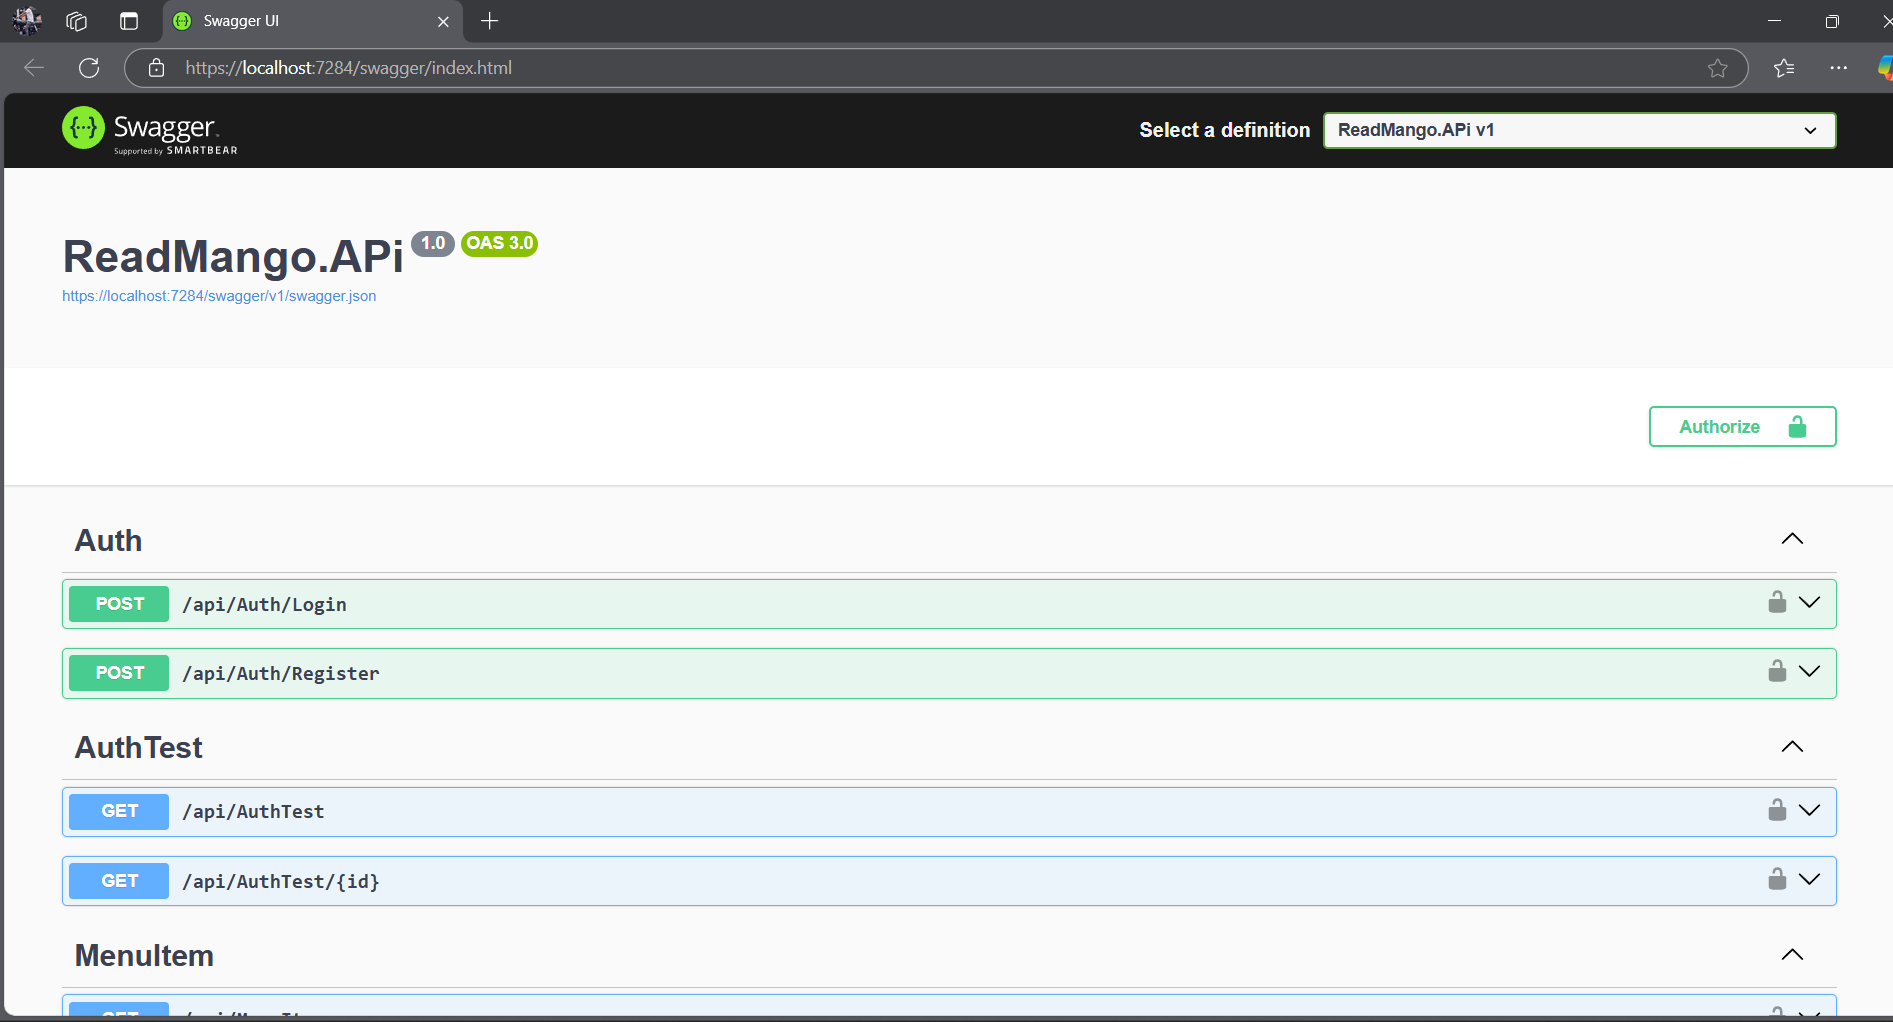 Swagger UI
https://localhost:7284/swagger/index.html
Swagger.
Supported by SMARTBEAR
Select a definition
ReadMango.APi v1
ReadMango.APi 1.0 OAS 3.0
https://localhost:7284/swagger/v1/swagger.json
Authorize
Auth
POST /api/Auth/Login
POST /api/Auth/Register
AuthTest
GET /api/AuthTest
GET /api/AuthTest/{id}
MenuItem
GET